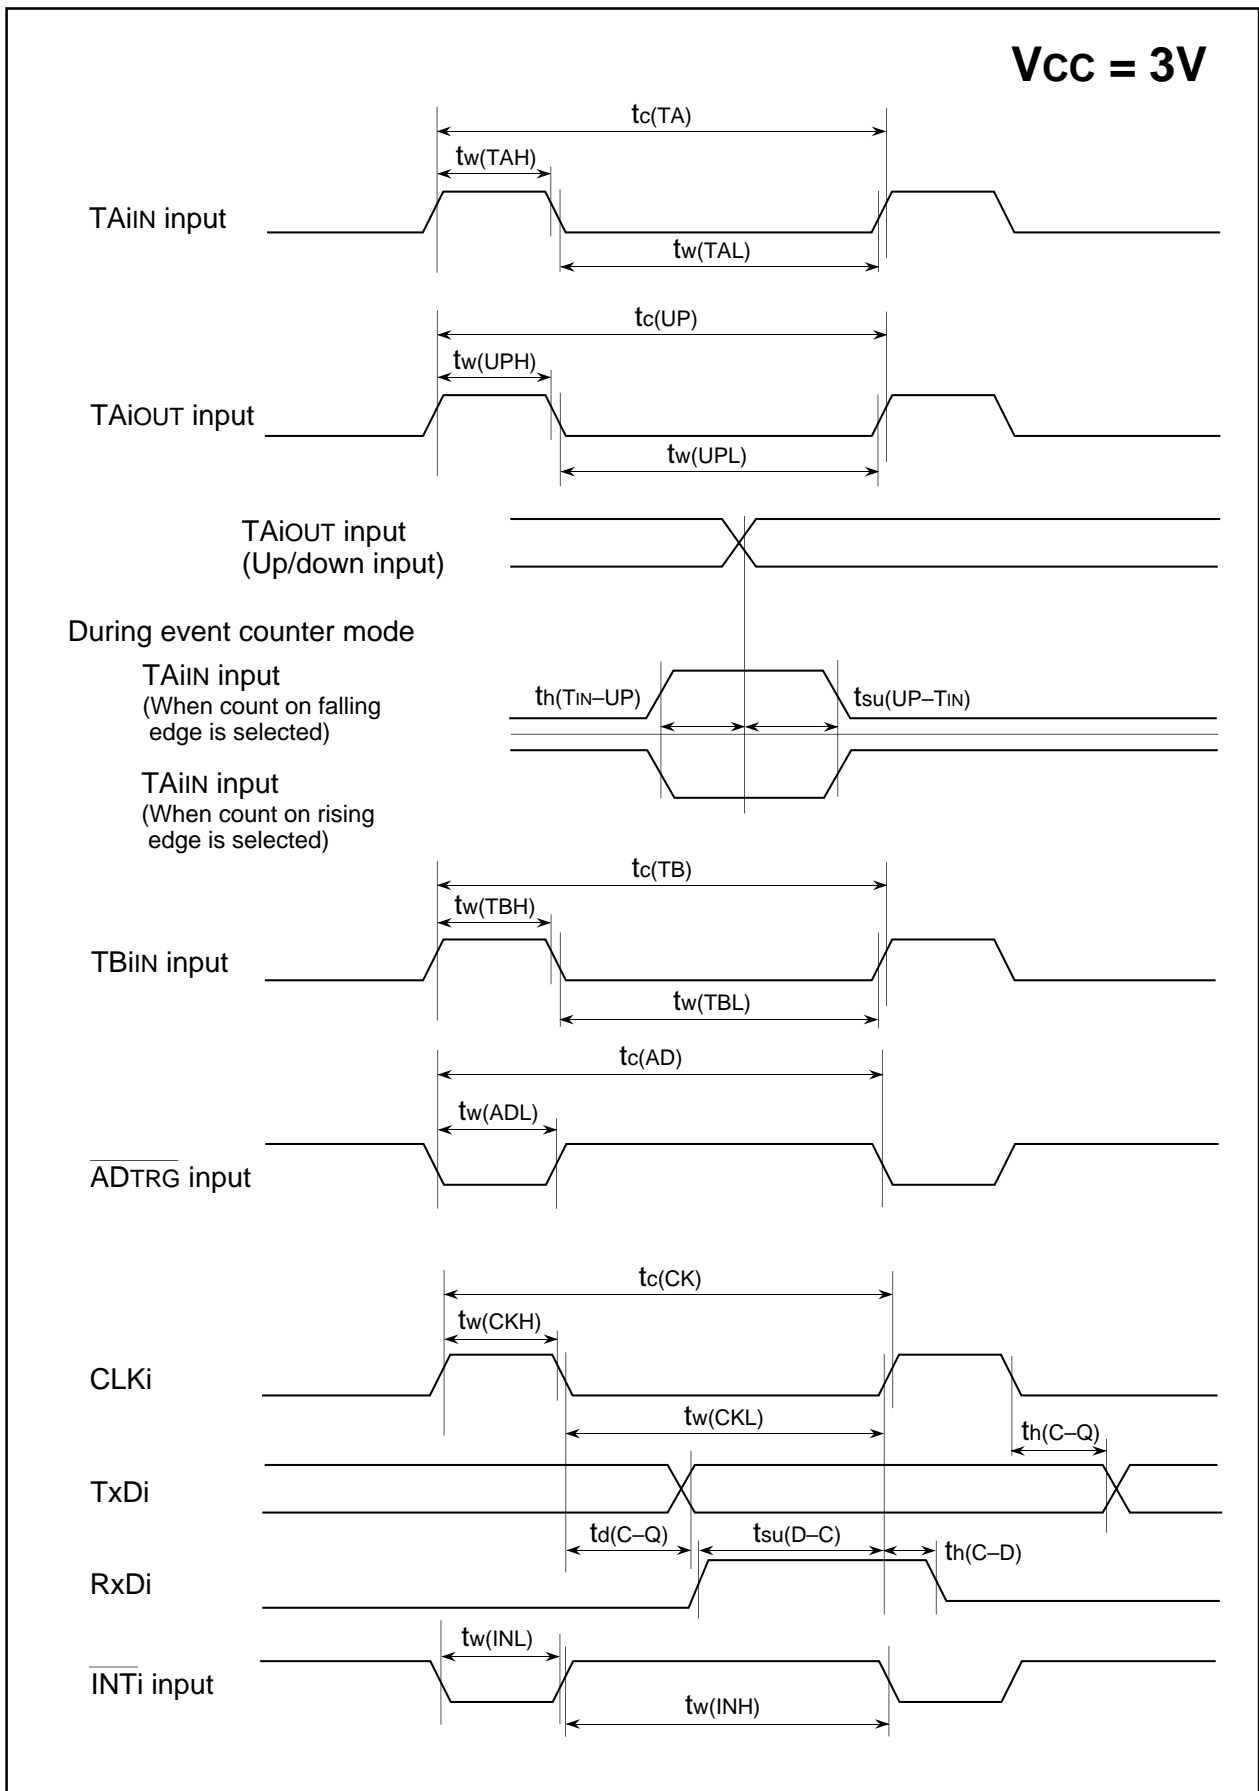 VCC = 3V
tc(TA)
tw(TAH)
TAiIN input
tw(TAL)
tc(UP)
tw(UPH)
TAiOUT input
tw(UPL)
TAiOUT input
(Up/down input)
During event counter mode
TAiIN input
(When count on falling
edge is selected)
th(TIN–UP)
tsu(UP–TIN)
TAiIN input
(When count on rising
edge is selected)
tc(TB)
tw(TBH)
TBiIN input
tw(TBL)
tc(AD)
tw(ADL)
ADTRG input
tc(CK)
tw(CKH)
CLKi
tw(CKL)
th(C–Q)
TxDi
td(C–Q)
tsu(D–C)
th(C–D)
RxDi
tw(INL)
INTi input
tw(INH)